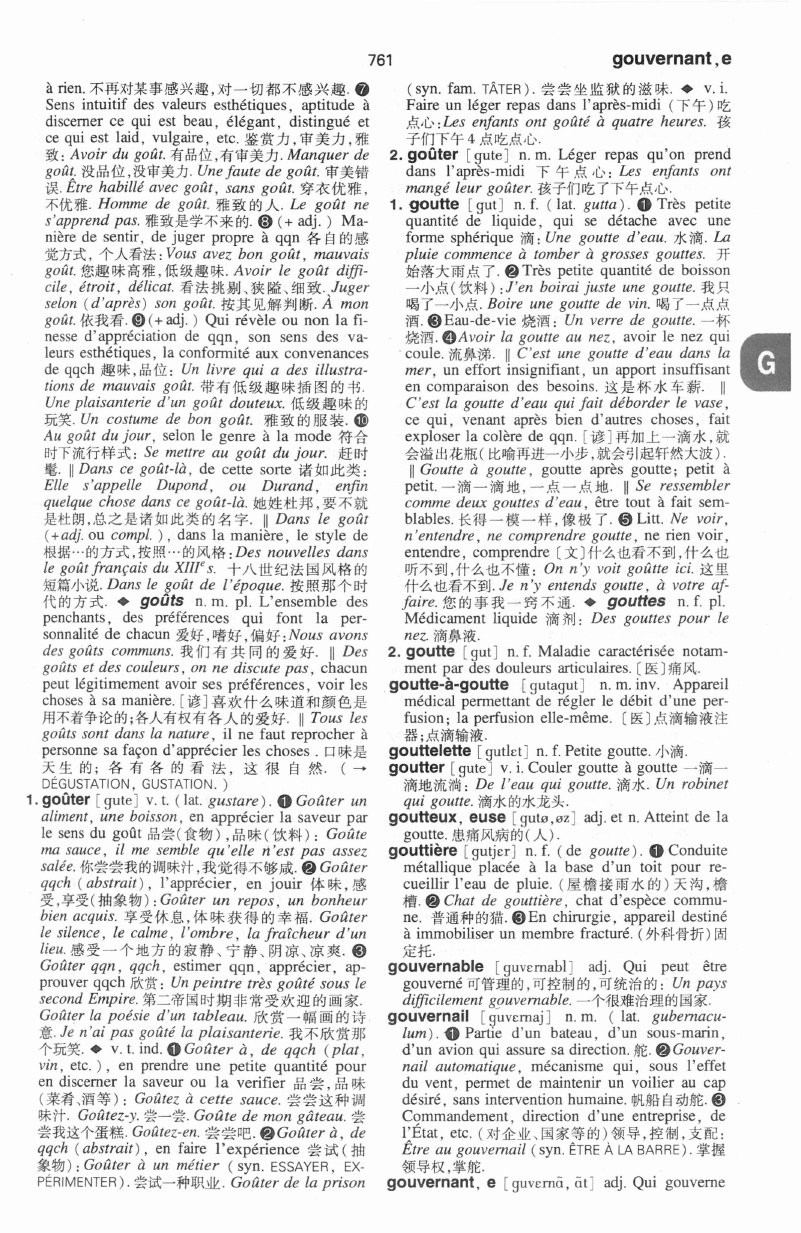 761
gouvernant,e
à rien. 不再对某事感兴趣,对一切都不感兴趣. ❼
Sens intuitif des valeurs esthétiques, aptitude à
discerner ce qui est beau, élégant, distingué et
ce qui est laid, vulgaire, etc. 鉴赏力,审美力,雅
致: Avoir du goût. 有品位,有审美力. Manquer de
goût. 没品位,没审美力. Une faute de goût. 审美错
误. Être habillé avec goût, sans goût. 穿衣优雅,
不优雅. Homme de goût. 雅致的人. Le goût ne
s'apprend pas. 雅致是学不来的. ❽ (+ adj. ) Ma-
nière de sentir, de juger propre à qqn 各自的感
觉方式, 个人看法: Vous avez bon goût, mauvais
goût. 您趣味高雅,低级趣味. Avoir le goût diffi-
cile, étroit, délicat. 看法挑剔、狭隘、细致. Juger
selon ( d'après) son goût. 按其见解判断. À mon
goût. 依我看. ❾ (+ adj. ) Qui révèle ou non la fi-
nesse d'appréciation de qqn, son sens des va-
leurs esthétiques, la conformité aux convenances
de qqch 趣味,品位: Un livre qui a des illustra-
tions de mauvais goût. 带有低级趣味插图的书.
Une plaisanterie d'un goût douteux. 低级趣味的
玩笑. Un costume de bon goût. 雅致的服装. ❿
Au goût du jour, selon le genre à la mode 符合
时下流行样式: Se mettre au goût du jour. 赶时
髦. ‖ Dans ce goût-là, de cette sorte 诸如此类:
Elle s'appelle Dupond, ou Durand, enfin
quelque chose dans ce goût-là. 她姓杜邦,要不就
是杜朗,总之是诸如此类的名字. ‖ Dans le goût
(+adj. ou compl. ) , dans la manière, le style de
根据…的方式,按照…的风格:Des nouvelles dans
le goût français du XIIIᵉ s. 十八世纪法国风格的
短篇小说. Dans le goût de l'époque. 按照那个时
代的方式. ◆ goûts n. m. pl. L'ensemble des
penchants, des préférences qui font la per-
sonnalité de chacun 爱好,嗜好,偏好:Nous avons
des goûts communs. 我们有共同的爱好. ‖ Des
goûts et des couleurs, on ne discute pas, chacun
peut légitimement avoir ses préférences, voir les
choses à sa manière. [谚]喜欢什么味道和颜色是
用不着争论的;各人有权有各人的爱好. ‖ Tous les
goûts sont dans la nature, il ne faut reprocher à
personne sa façon d'apprécier les choses . 口味是
天生的; 各有各的看法, 这很自然. ( →
DÉGUSTATION, GUSTATION. )
1. goûter [ gute] v. t. ( lat. gustare) . ❶ Goûter un
aliment, une boisson, en apprécier la saveur par
le sens du goût 品尝(食物) ,品味(饮料) : Goûte
ma sauce, il me semble qu'elle n'est pas assez
salée. 你尝尝我的调味汁,我觉得不够咸. ❷ Goûter
qqch ( abstrait) , l'apprécier, en jouir 体味,感
受,享受(抽象物) : Goûter un repos, un bonheur
bien acquis. 享受休息,体味获得的幸福. Goûter
le silence, le calme, l'ombre, la fraîcheur d'un
lieu. 感受一个地方的寂静、宁静、阴凉、凉爽. ❸
Goûter qqn, qqch, estimer qqn, apprécier, ap-
prouver qqch 欣赏: Un peintre très goûté sous le
second Empire. 第二帝国时期非常受欢迎的画家.
Goûter la poésie d'un tableau. 欣赏一幅画的诗
意. Je n'ai pas goûté la plaisanterie. 我不欣赏那
个玩笑. ◆ v. t. ind. ❶ Goûter à, de qqch ( plat,
vin, etc. ) , en prendre une petite quantité pour
en discerner la saveur ou la verifier 品尝,品味
(菜肴、酒等) : Goûtez à cette sauce. 尝尝这种调
味汁. Goûtez-y. 尝一尝. Goûte de mon gâteau. 尝
尝我这个蛋糕. Goûtez-en. 尝尝吧. ❷ Goûter à, de
qqch ( abstrait) , en faire l'expérience 尝试(抽
象物) : Goûter à un métier ( syn. ESSAYER, EX-
PÉRIMENTER) . 尝试一种职业. Goûter de la prison
( syn. fam. TÂTER) . 尝尝坐监狱的滋味. ◆ v. i.
Faire un léger repas dans l'après-midi (下午)吃
点心:Les enfants ont goûté à quatre heures. 孩
子们下午 4 点吃点心.
2. goûter [ gute] n. m. Léger repas qu'on prend
dans l'après-midi 下午点心: Les enfants ont
mangé leur goûter. 孩子们吃了下午点心.
1. goutte [ gut] n. f. ( lat. gutta) . ❶ Très petite
quantité de liquide, qui se détache avec une
forme sphérique 滴: Une goutte d'eau. 水滴. La
pluie commence à tomber à grosses gouttes. 开
始落大雨点了. ❷ Très petite quantité de boisson
一小点(饮料) :J'en boirai juste une goutte. 我只
喝了一小点. Boire une goutte de vin. 喝了一点点
酒. ❸ Eau-de-vie 烧酒: Un verre de goutte. 一杯
烧酒. ❹ Avoir la goutte au nez, avoir le nez qui
coule. 流鼻涕. ‖ C'est une goutte d'eau dans la
mer, un effort insignifiant, un apport insuffisant
en comparaison des besoins. 这是杯水车薪. ‖
C'est la goutte d'eau qui fait déborder le vase,
ce qui, venant après bien d'autres choses, fait
exploser la colère de qqn. [谚]再加上一滴水,就
会溢出花瓶(比喻再进一小步,就会引起轩然大波) .
‖ Goutte à goutte, goutte après goutte; petit à
petit. 一滴一滴地,一点一点地. ‖ Se ressembler
comme deux gouttes d'eau, être tout à fait sem-
blables. 长得一模一样,像极了. ❺ Litt. Ne voir,
n'entendre, ne comprendre goutte, ne rien voir,
entendre, comprendre [文]什么也看不到,什么也
听不到,什么也不懂: On n'y voit goûtte ici. 这里
什么也看不到. Je n'y entends goutte, à votre af-
faire. 您的事我一窍不通. ◆ gouttes n. f. pl.
Médicament liquide 滴剂: Des gouttes pour le
nez. 滴鼻液.
2. goutte [ gut] n. f. Maladie caractérisée notam-
ment par des douleurs articulaires. [医]痛风.
goutte-à-goutte [ gutagut] n. m. inv. Appareil
médical permettant de régler le débit d'une per-
fusion; la perfusion elle-même. [医]点滴输液注
器;点滴输液.
gouttelette [ gutlɛt] n. f. Petite goutte. 小滴.
goutter [ gute] v. i. Couler goutte à goutte 一滴一
滴地流淌: De l'eau qui goutte. 滴水. Un robinet
qui goutte. 滴水的水龙头.
goutteux, euse [ gutø,øz] adj. et n. Atteint de la
goutte. 患痛风病的(人) .
gouttière [ gutjɛr] n. f. ( de goutte) . ❶ Conduite
métallique placée à la base d'un toit pour re-
cueillir l'eau de pluie. (屋檐接雨水的)天沟,檐
槽. ❷ Chat de gouttière, chat d'espèce commu-
ne. 普通种的猫. ❸ En chirurgie, appareil destiné
à immobiliser un membre fracturé. (外科骨折)固
定托.
gouvernable [ guvɛrnabl] adj. Qui peut être
gouverné 可管理的,可控制的,可统治的: Un pays
difficilement gouvernable. 一个很难治理的国家.
gouvernail [ guvɛrnaj] n. m. ( lat. gubernacu-
lum) . ❶ Partie d'un bateau, d'un sous-marin,
d'un avion qui assure sa direction. 舵. ❷ Gouver-
nail automatique, mécanisme qui, sous l'effet
du vent, permet de maintenir un voilier au cap
désiré, sans intervention humaine. 帆船自动舵. ❸
Commandement, direction d'une entreprise, de
l'État, etc. (对企业、国家等的)领导,控制,支配:
Être au gouvernail ( syn. ÊTRE À LA BARRE) . 掌握
领导权,掌舵.
gouvernant, e [ guvɛrnɑ̃, ɑ̃t] adj. Qui gouverne
G